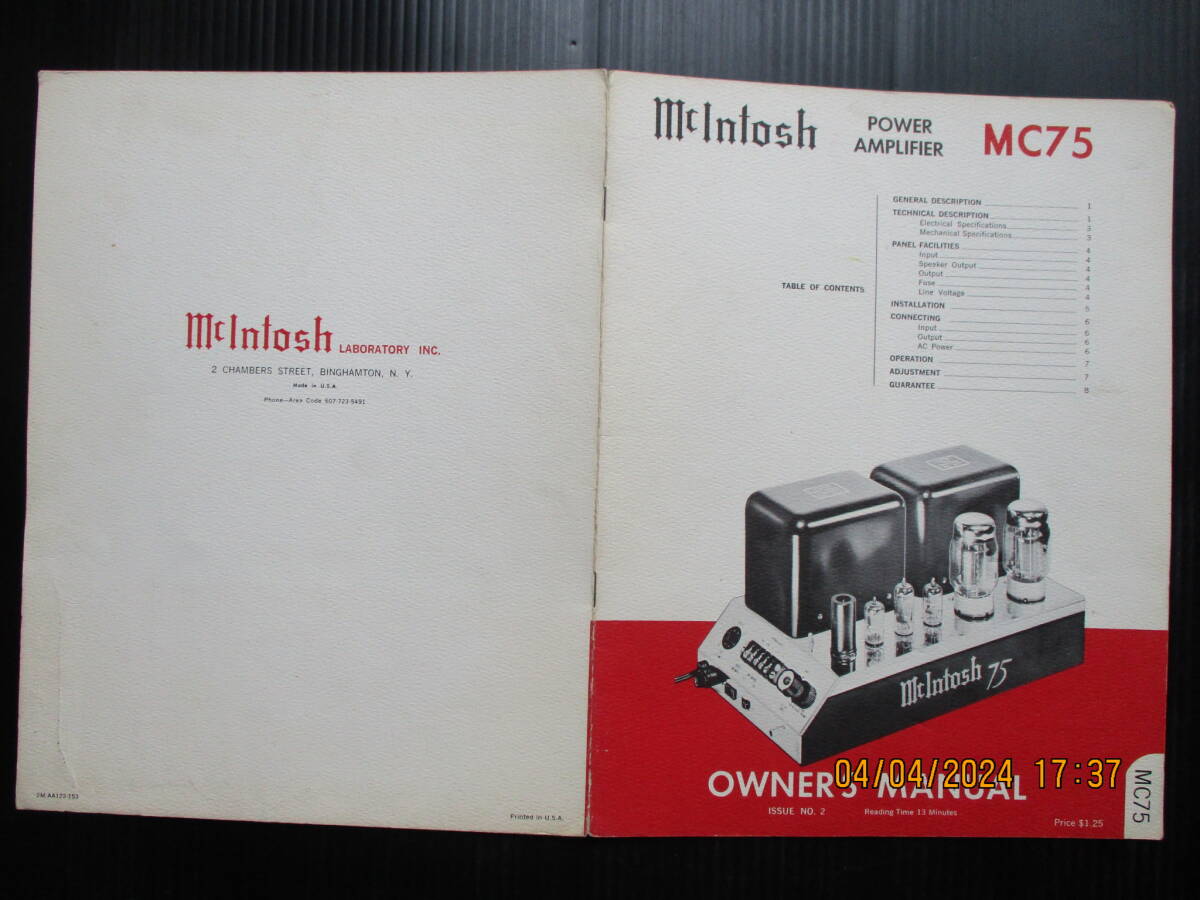 McIntosh LABORATORY INC.
2 CHAMBERS STREET, BINGHAMTON, N. Y.
Made in U.S.A.
Phone—Area Code 607-723-5491
Printed in U.S.A.
McIntosh
POWER
AMPLIFIER
MC75
TABLE OF CONTENTS
GENERAL DESCRIPTION 1
TECHNICAL DESCRIPTION 1
Electrical Specifications 3
Mechanical Specifications 3
PANEL FACILITIES 4
Input 4
Speaker Output 4
Output 4
Fuse 4
Line Voltage 4
INSTALLATION 5
CONNECTING 6
Input 6
Output 6
AC Power 6
OPERATION 7
ADJUSTMENT 7
GUARANTEE 8
McIntosh 75
OWNER'S MANUAL
04/04/2024 17:37
ISSUE NO. 2 Reading Time 13 Minutes
Price $1.25
MC75